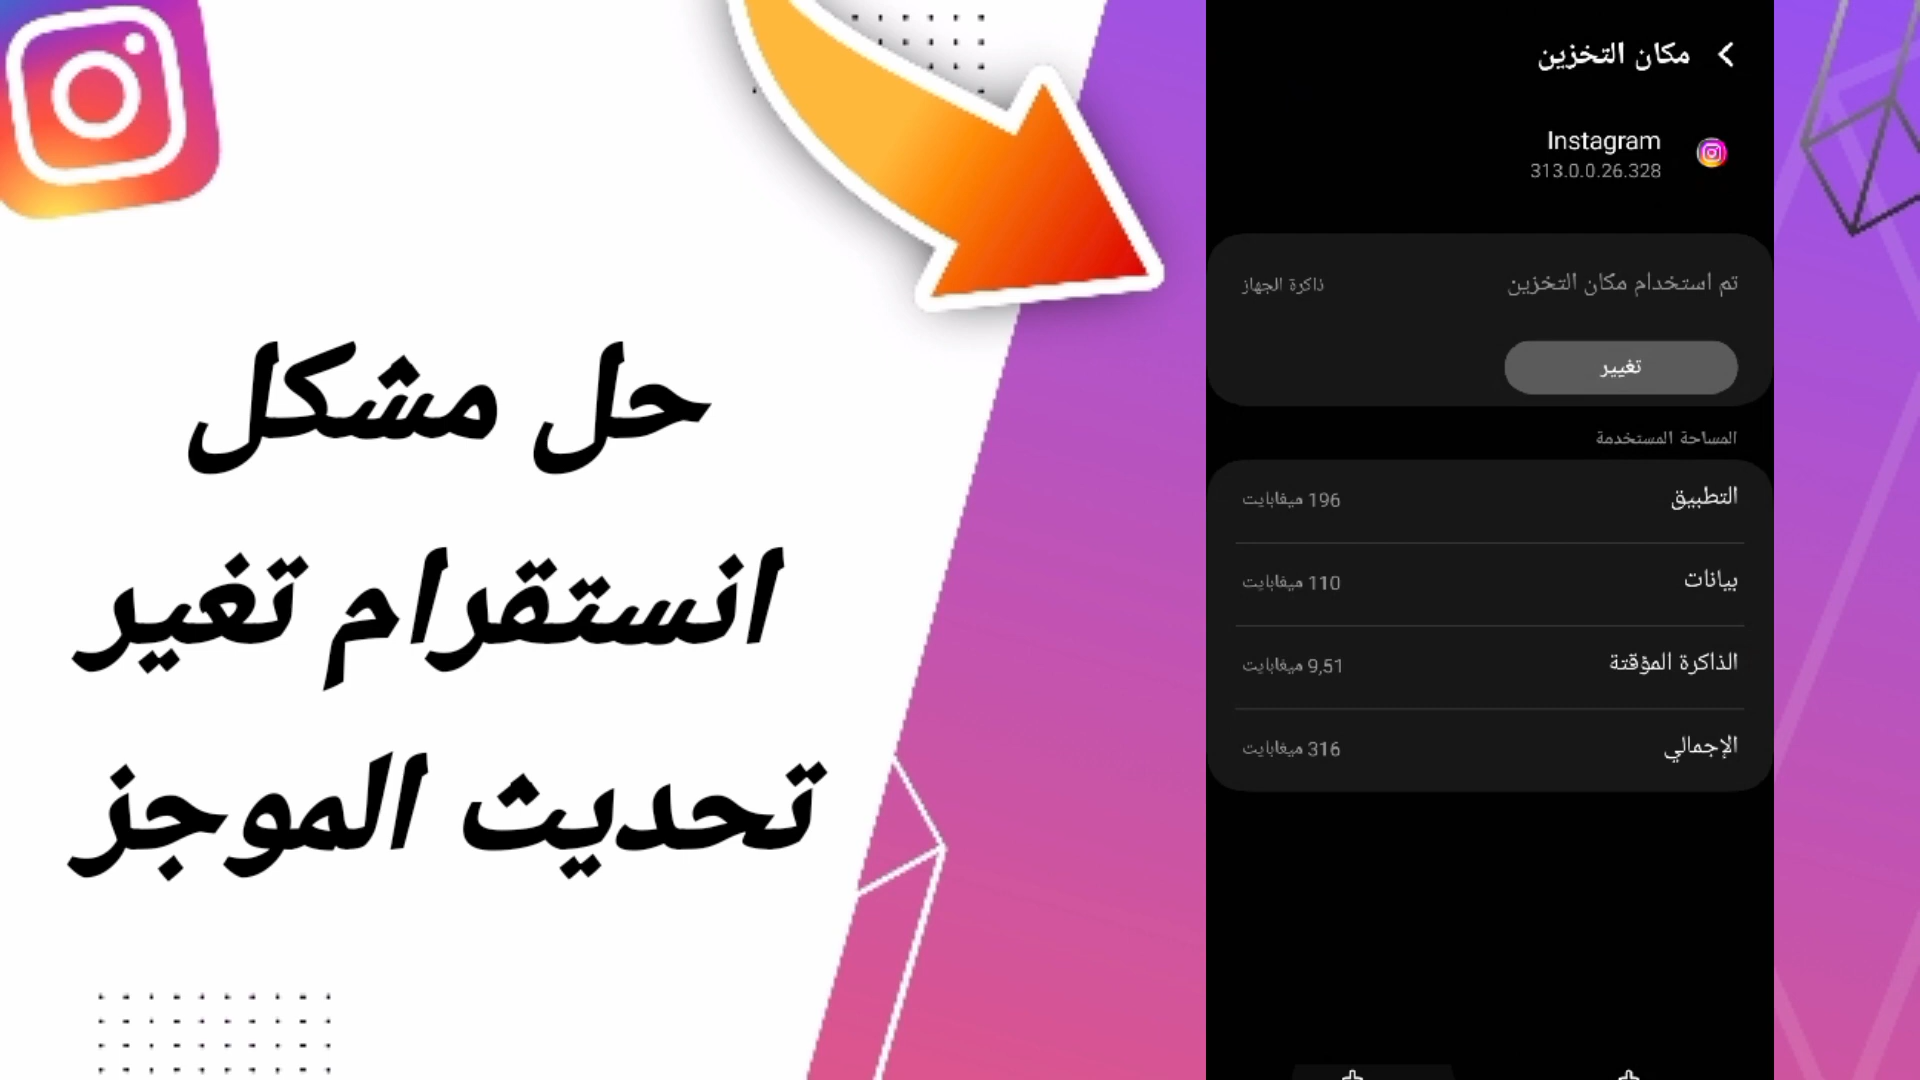 حل مشكل
انستقرام تغير
تحديث الموجز
مكان التخزين
Instagram
313.0.0.26.328
تم استخدام مكان التخزين
ذاكرة الجهاز
تغيير
المساحة المستخدمة
التطبيق
196 ميغابايت
بيانات
110 ميغابايت
الذاكرة المؤقتة
9,51 ميغابايت
الإجمالي
316 ميغابايت